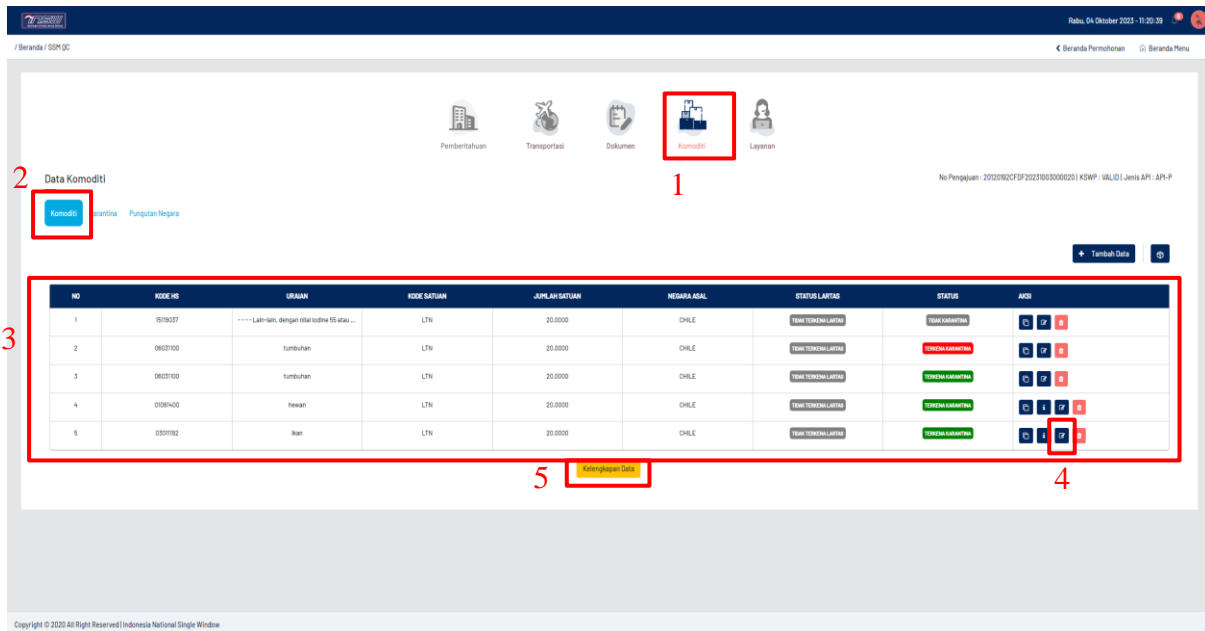 INSW
Rabu, 04 Oktober 2023 - 11:20:39
/ Beranda / SSM QC
Beranda Permohonan Beranda Menu
Pemberitahuan Transportasi Dokumen Komoditi Layanan
1
2
Data Komoditi
No Pengajuan : 20120192CFDF20231003000020 | KSWP : VALID | Jenis API : API-P
Komoditi arantina Pungutan Negara
+ Tambah Data
3
NO KODE HS URAIAN KODE SATUAN JUMLAH SATUAN NEGARA ASAL STATUS LARTAS STATUS AKSI
1 15119037 ---- Lain-lain, dengan nilai Iodine 55 atau ... LTN 20.0000 CHILE TIDAK TERKENA LARTAS TIDAK KARANTINA
2 06031100 tumbuhan LTN 20.0000 CHILE TIDAK TERKENA LARTAS TERKENA KARANTINA
3 06031100 tumbuhan LTN 20.0000 CHILE TIDAK TERKENA LARTAS TERKENA KARANTINA
4 01061400 hewan LTN 20.0000 CHILE TIDAK TERKENA LARTAS TERKENA KARANTINA
5 03011192 ikan LTN 20.0000 CHILE TIDAK TERKENA LARTAS TERKENA KARANTINA
5 Kelengkapan Data 4
Copyright © 2020 All Right Reserved | Indonesia National Single Window